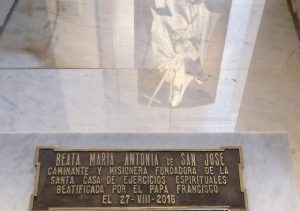 BEATA MARIA ANTONIA DE SAN JOSE
CAMINANTE Y MISIONERA FUNDADORA DE LA
SANTA CASA DE EJERCICIOS ESPIRITUALES
BEATIFICADA POR EL PAPA FRANCISCO
EL 27-VIII-2016